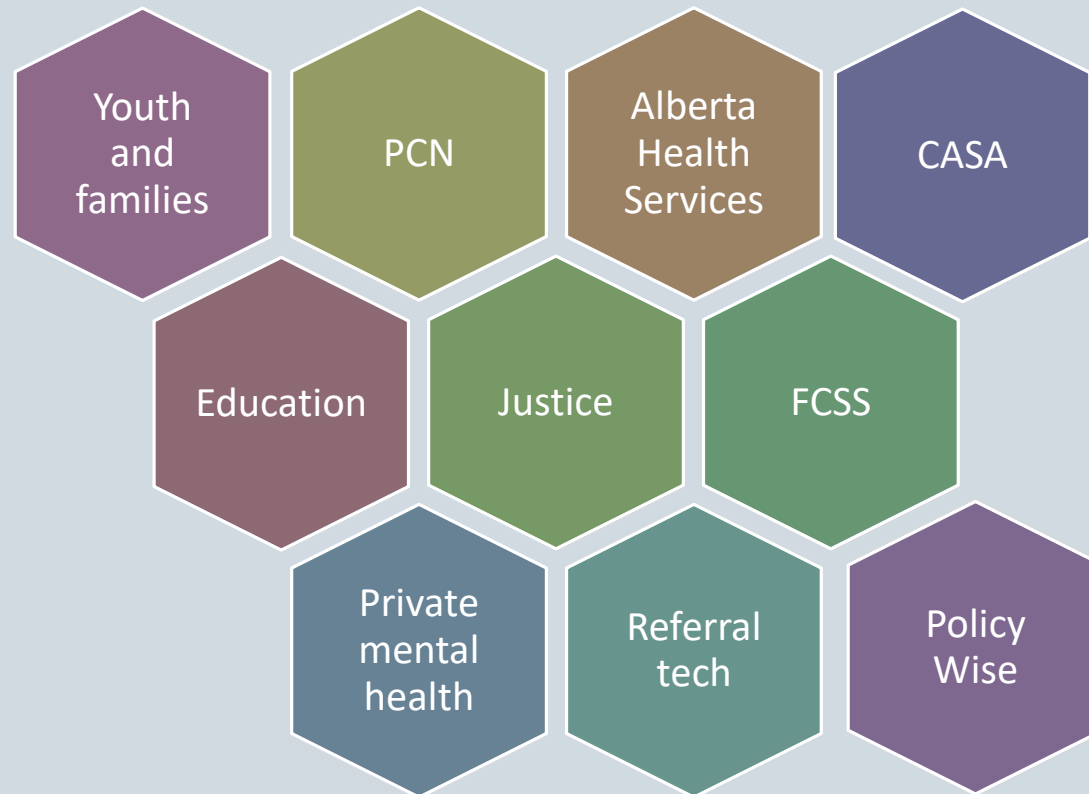 Youth
and
families
PCN
Alberta
Health
Services
CASA
Education
Justice
FCSS
Private
mental
health
Referral
tech
Policy
Wise